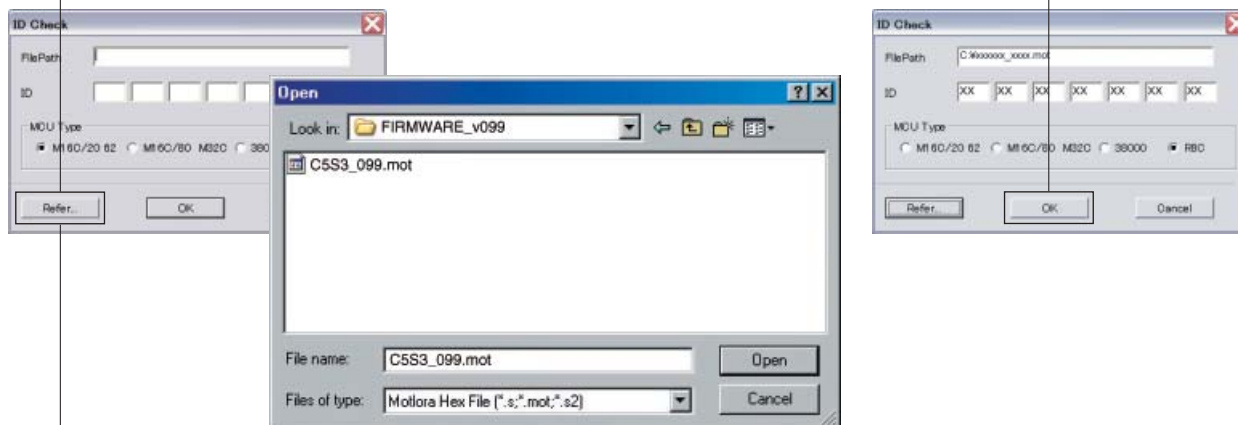 ID Check
FilePath
ID
MCU Type
M16C/20 62 M16C/80 M32C
Refer...
OK
Open
Look in: FIRMWARE_v099
C5S3_099.mot
File name: C5S3_099.mot
Open
Files of type: Motlora Hex File (*.s;*.mot;*.s2)
Cancel
ID Check
FilePath
ID XX XX XX XX XX XX XX
MCU Type
M16C/20 62 M16C/80 M32C 38000 R8C
Refer...
OK
Cancel